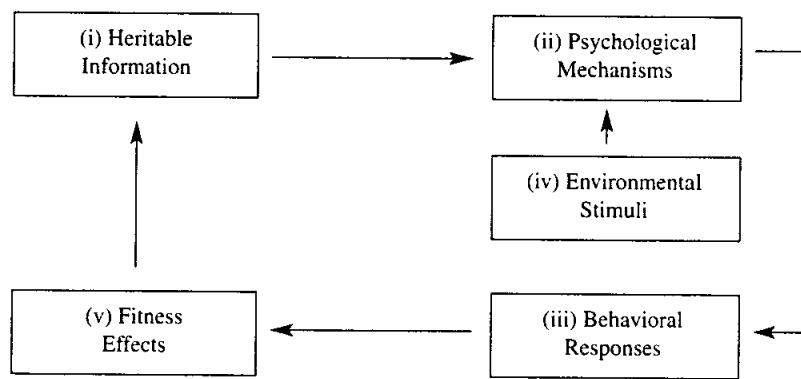 (i) Heritable
Information
(ii) Psychological
Mechanisms
(iv) Environmental
Stimuli
(v) Fitness
Effects
(iii) Behavioral
Responses